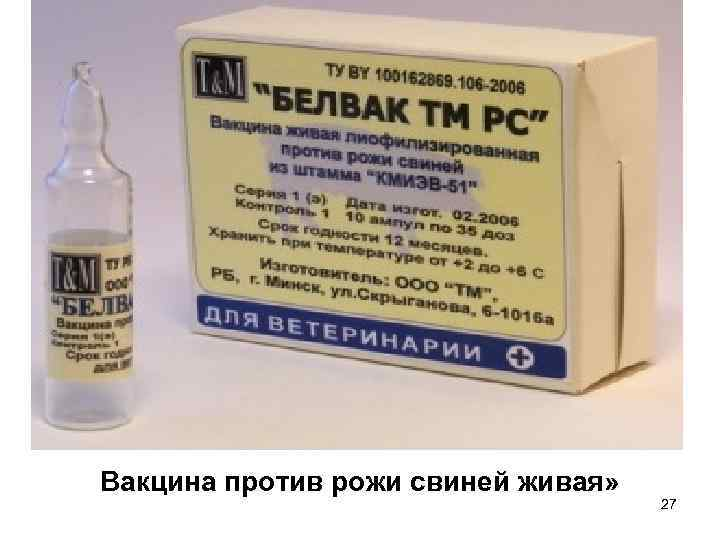 T&M
ТУ BY 100162869.106-2006
"БЕЛВАК ТМ РС"
Вакцина живая лиофилизированная
против рожи свиней
из штамма "КМИЭВ-51"
Серия 1 (э) Дата изгот. 02.2006
Контроль 1 10 ампул по 35 доз
Срок годности 12 месяцев.
Хранить при температуре от +2 до +6 С
Изготовитель: ООО "ТМ",
РБ, г. Минск, ул.Скрыганова, 6-1016а
ДЛЯ ВЕТЕРИНАРИИ
T&M
ТУ
ООО
"БЕЛВА
Вакцина
Серия 1(э)
Контроль 1
Срок
Вакцина против рожи свиней живая»
27